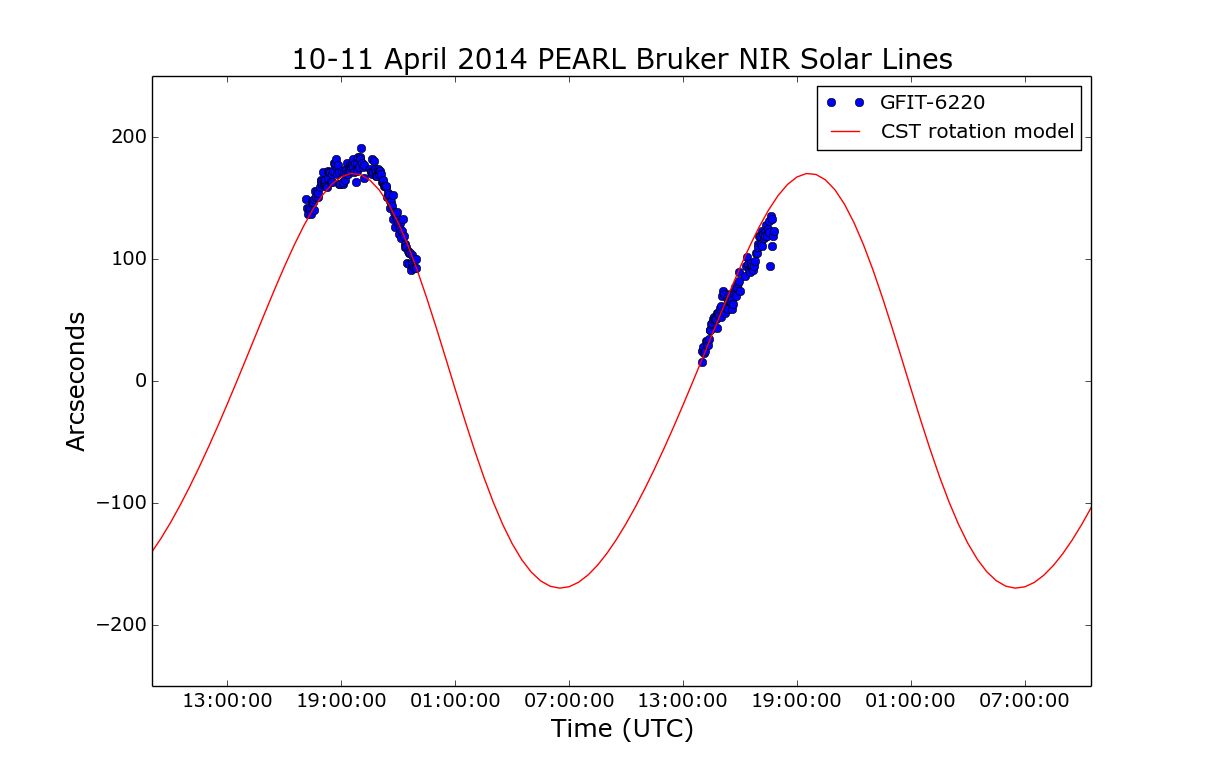 10-11 April 2014 PEARL Bruker NIR Solar Lines
GFIT-6220
CST rotation model
200
100
0
−100
−200
Arcseconds
13:00:00 19:00:00 01:00:00 07:00:00 13:00:00 19:00:00 01:00:00 07:00:00
Time (UTC)